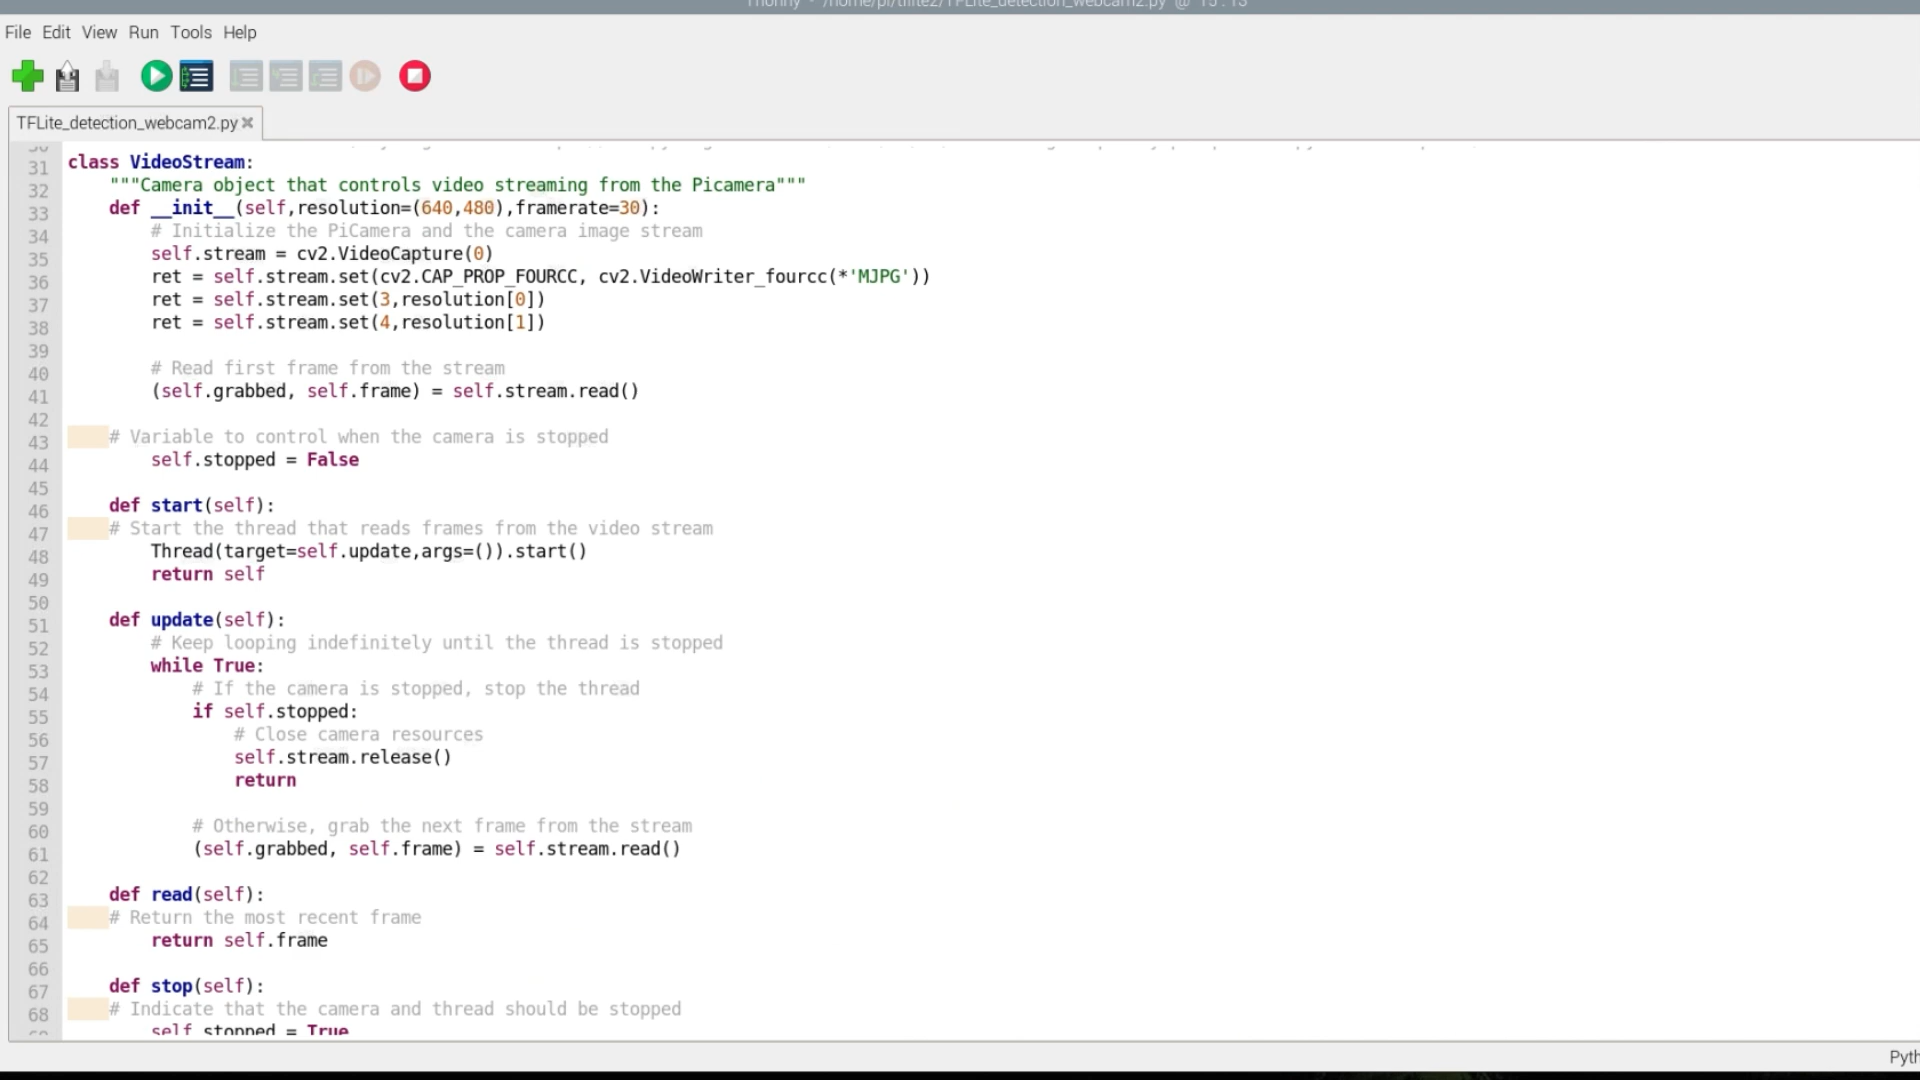 Thonny - /home/pi/tflite2/TFLite_detection_webcam2.py @ 15:13
File Edit View Run Tools Help
TFLite_detection_webcam2.py
30
31 class VideoStream:
32     """Camera object that controls video streaming from the Picamera"""
33     def __init__(self,resolution=(640,480),framerate=30):
34         # Initialize the PiCamera and the camera image stream
35         self.stream = cv2.VideoCapture(0)
36         ret = self.stream.set(cv2.CAP_PROP_FOURCC, cv2.VideoWriter_fourcc(*'MJPG'))
37         ret = self.stream.set(3,resolution[0])
38         ret = self.stream.set(4,resolution[1])
39
40         # Read first frame from the stream
41         (self.grabbed, self.frame) = self.stream.read()
42
43     # Variable to control when the camera is stopped
44         self.stopped = False
45
46     def start(self):
47     # Start the thread that reads frames from the video stream
48         Thread(target=self.update,args=()).start()
49         return self
50
51     def update(self):
52         # Keep looping indefinitely until the thread is stopped
53         while True:
54             # If the camera is stopped, stop the thread
55             if self.stopped:
56                 # Close camera resources
57                 self.stream.release()
58                 return
59
60             # Otherwise, grab the next frame from the stream
61             (self.grabbed, self.frame) = self.stream.read()
62
63     def read(self):
64     # Return the most recent frame
65         return self.frame
66
67     def stop(self):
68     # Indicate that the camera and thread should be stopped
69         self.stopped = True
Pyth